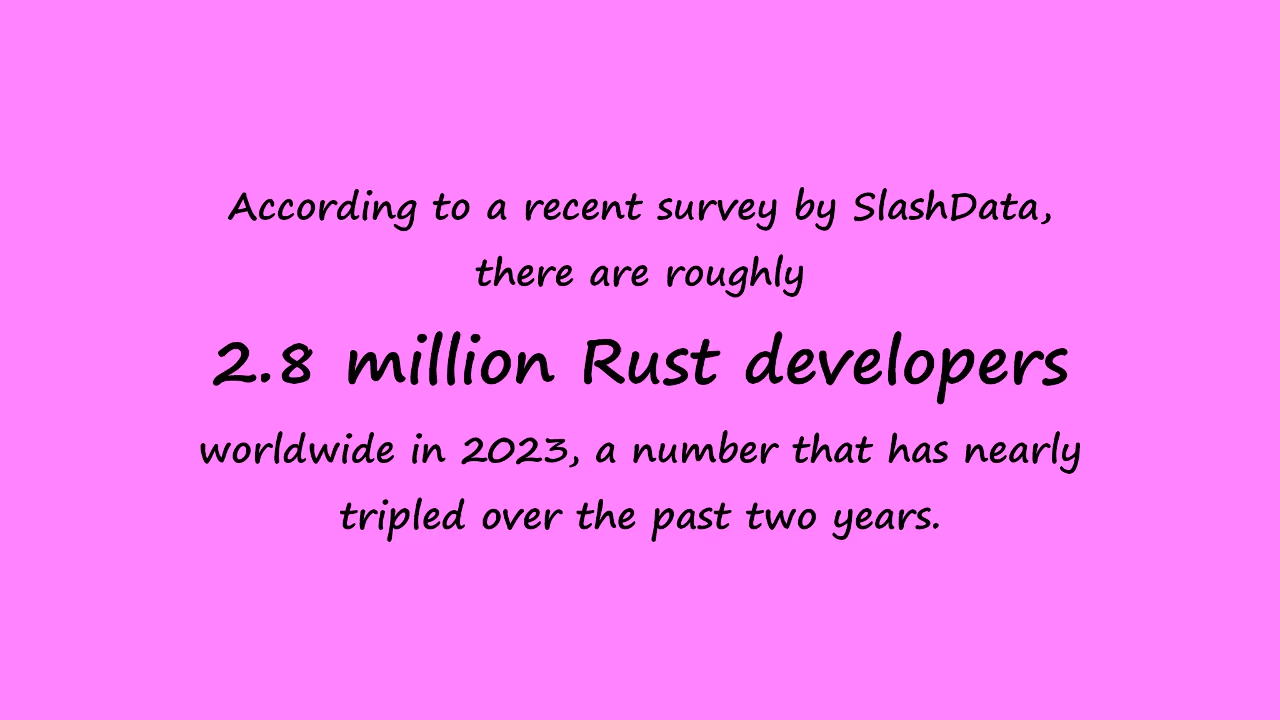 According to a recent survey by SlashData,
there are roughly
2.8 million Rust developers
worldwide in 2023, a number that has nearly
tripled over the past two years.